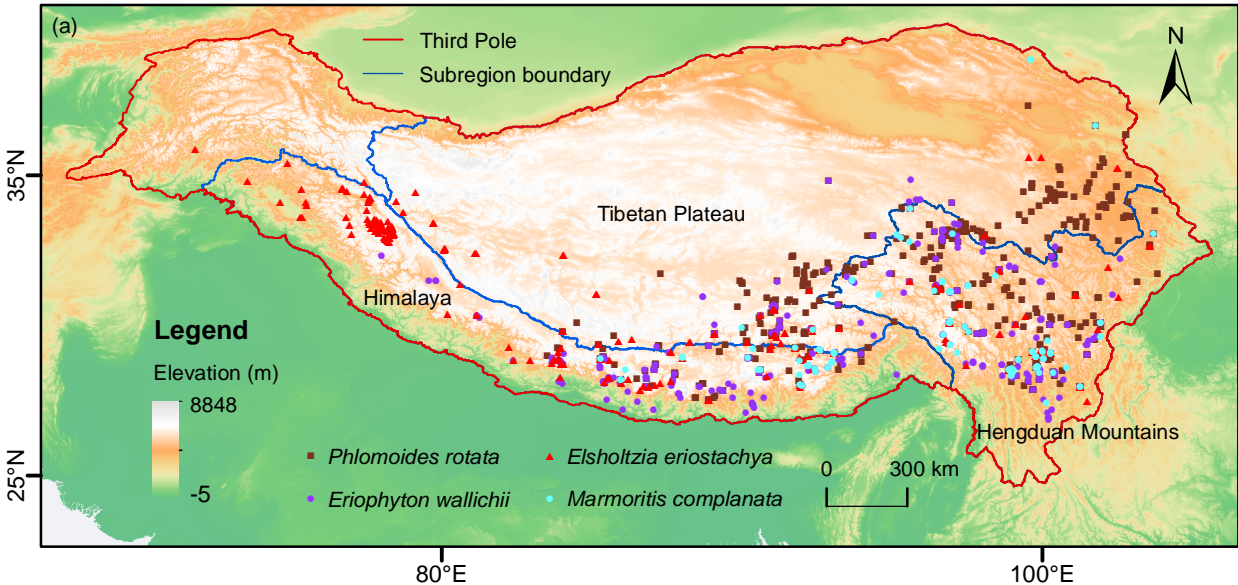 (a)
Third Pole
Subregion boundary
N
35°N
Tibetan Plateau
Himalaya
Legend
Elevation (m)
8848
-5
Hengduan Mountains
Phlomoides rotata
Elsholtzia eriostachya
0 300 km
Eriophyton wallichii
Marmoritis complanata
25°N
80°E
100°E